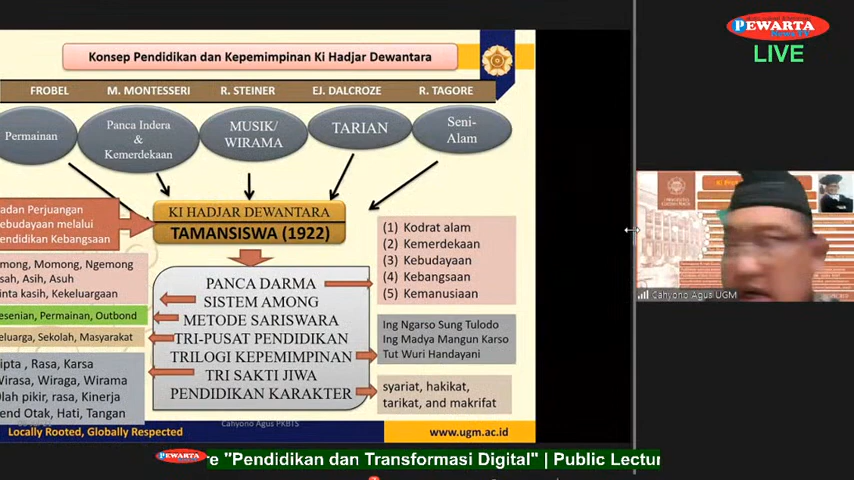 PEWARTA
News TV
LIVE
Konsep Pendidikan dan Kepemimpinan Ki Hadjar Dewantara
FROBEL M. MONTESSERI R. STEINER EJ. DALCROZE R. TAGORE
Permainan
Panca Indera
&
Kemerdekaan
MUSIK/
WIRAMA
TARIAN
Seni-
Alam
adan Perjuangan
ebudayaan melalui
endidikan Kebangsaan
KI HADJAR DEWANTARA
TAMANSISWA (1922)
(1) Kodrat alam
(2) Kemerdekaan
(3) Kebudayaan
(4) Kebangsaan
(5) Kemanusiaan
mong, Momong, Ngemong
sah, Asih, Asuh
inta kasih, Kekeluargaan
esenian, Permainan, Outbond
eluarga, Sekolah, Masyarakat
ipta , Rasa, Karsa
Wirasa, Wiraga, Wirama
lah pikir, rasa, Kinerja
end Otak, Hati, Tangan
PANCA DARMA
SISTEM AMONG
METODE SARISWARA
TRI-PUSAT PENDIDIKAN
TRILOGI KEPEMIMPINAN
TRI SAKTI JIWA
PENDIDIKAN KARAKTER
Ing Ngarso Sung Tulodo
Ing Madya Mangun Karso
Tut Wuri Handayani
syariat, hakikat,
tarikat, and makrifat
Cahyono Agus PKBTS
Locally Rooted, Globally Respected
www.ugm.ac.id
Cahyono Agus UGM
PEWARTA
re "Pendidikan dan Transformasi Digital" | Public Lectur